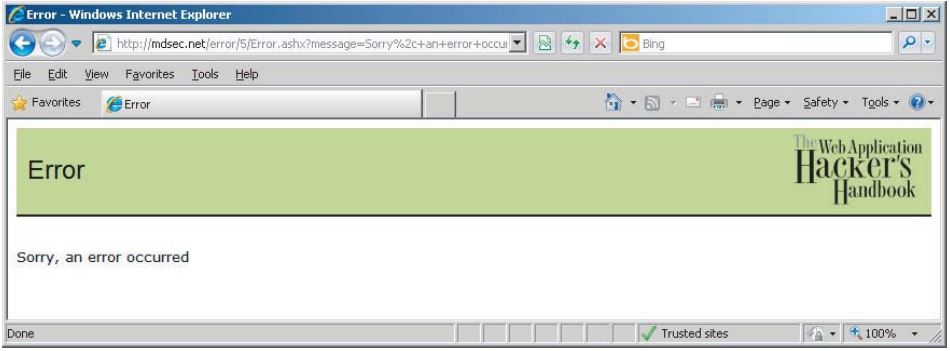 Error - Windows Internet Explorer
http://mdsec.net/error/5/Error.ashx?message=Sorry%2c+an+error+occu
Bing
File Edit View Favorites Tools Help
Favorites Error Page Safety Tools
Error
The Web Application
Hacker's
Handbook
Sorry, an error occurred
Done Trusted sites 100%